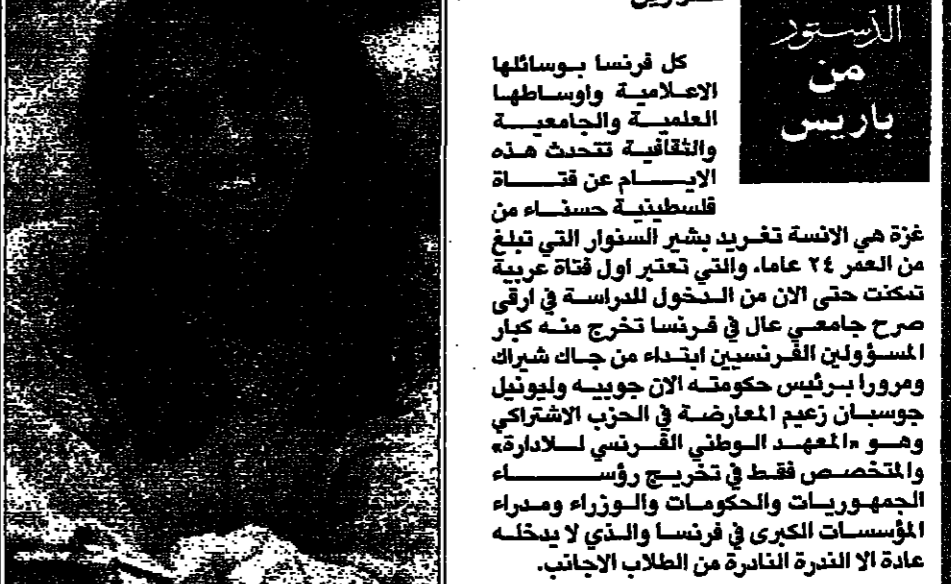 الدستور
من
باريس
كل فرنسا بوسائلها
الاعلامية واوساطها
العلمية والجامعية
والثقافية تتحدث هذه
الايام عن فتاة
فلسطينية حسناء من
غزة هي الانسة تغريد بشير السنوار التي تبلغ
من العمر ٢٤ عاما، والتي تعتبر اول فتاة عربية
تمكنت حتى الان من الدخول للدراسة في ارقى
صرح جامعي عال في فرنسا تخرج منه كبار
المسؤولين الفرنسيين ابتداء من جاك شيراك
ومرورا برئيس حكومته الان جوبيه وليونيل
جوسبان زعيم المعارضة في الحزب الاشتراكي
وهو «المعهد الوطني الفرنسي للادارة»
والمتخصص فقط في تخريج رؤساء
الجمهوريات والحكومات والوزراء ومدراء
المؤسسات الكبرى في فرنسا والذي لا يدخله
عادة الا الندرة النادرة من الطلاب الاجانب.